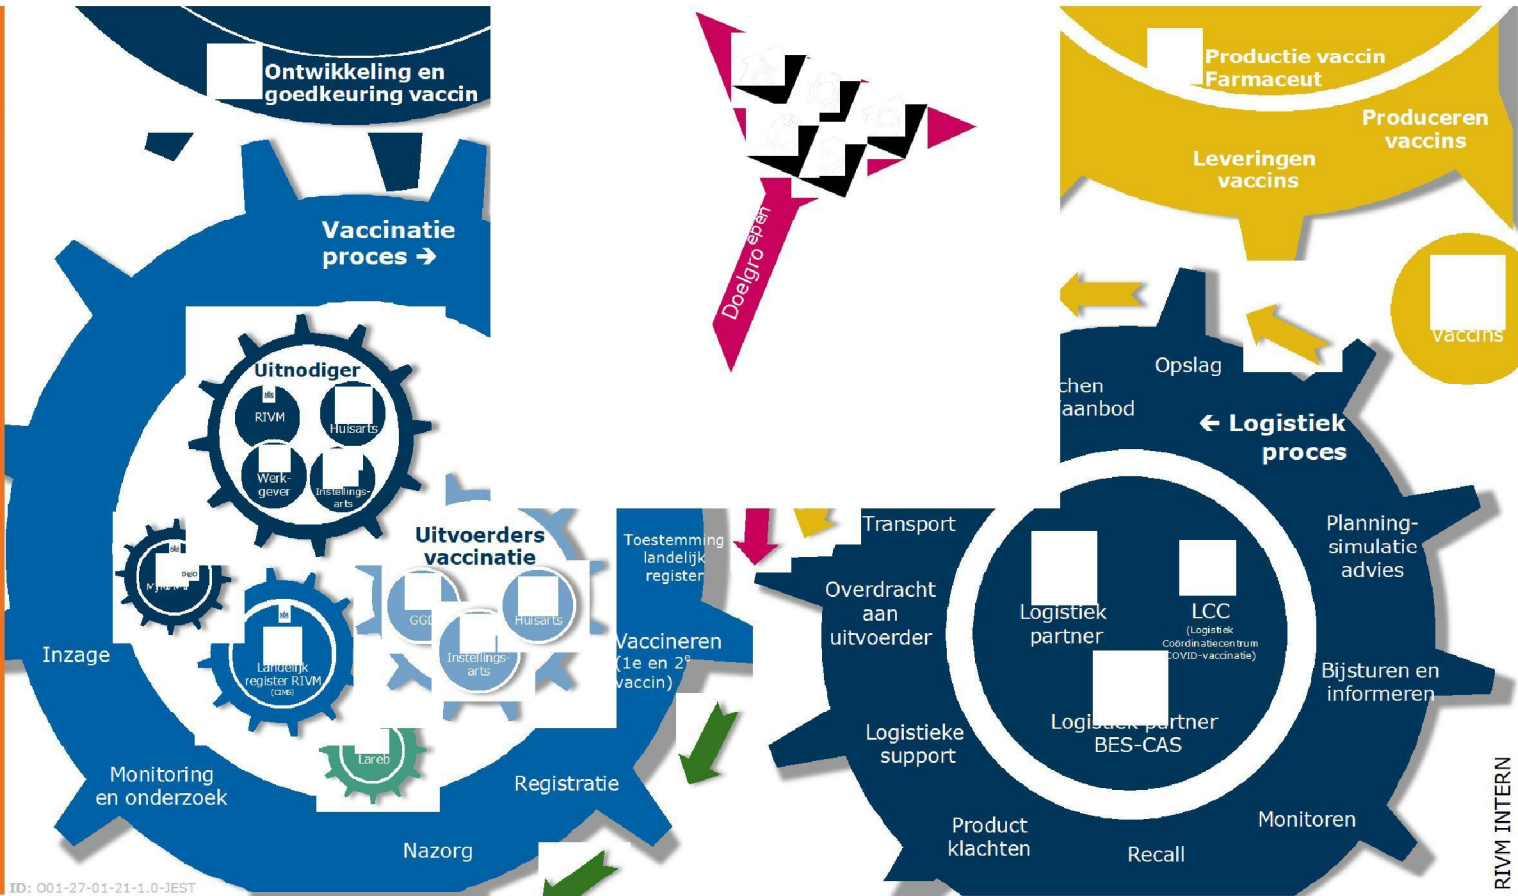 Ontwikkeling en
goedkeuring vaccin
Productie vaccin
Farmaceut
Produceren
vaccins
Leveringen
vaccins
Vaccinatie
proces →
Doelgroepen
Vaccins
Opslag
chen
aanbod
← Logistiek
proces
Uitnodiger
RIVM
Huisarts
Werk-
gever
Instellings-
arts
Uitvoerders
vaccinatie
GGD
Huisarts
Instellings-
arts
DigiD
Landelijk
register RIVM
(CIMS)
Lareb
Toestemming
landelijk
register
Vaccineren
(1e en 2e
vaccin)
Registratie
Nazorg
Monitoring
en onderzoek
Inzage
Transport
Overdracht
aan
uitvoerder
Logistieke
support
Product
klachten
Recall
Monitoren
Bijsturen en
informeren
Planning-
simulatie
advies
Logistiek
partner
LCC
(Logistiek
Coördinatiecentrum
COVID-vaccinatie)
Logistiek partner
BES-CAS
RIVM INTERN
ID: O01-27-01-21-1.0-JEST